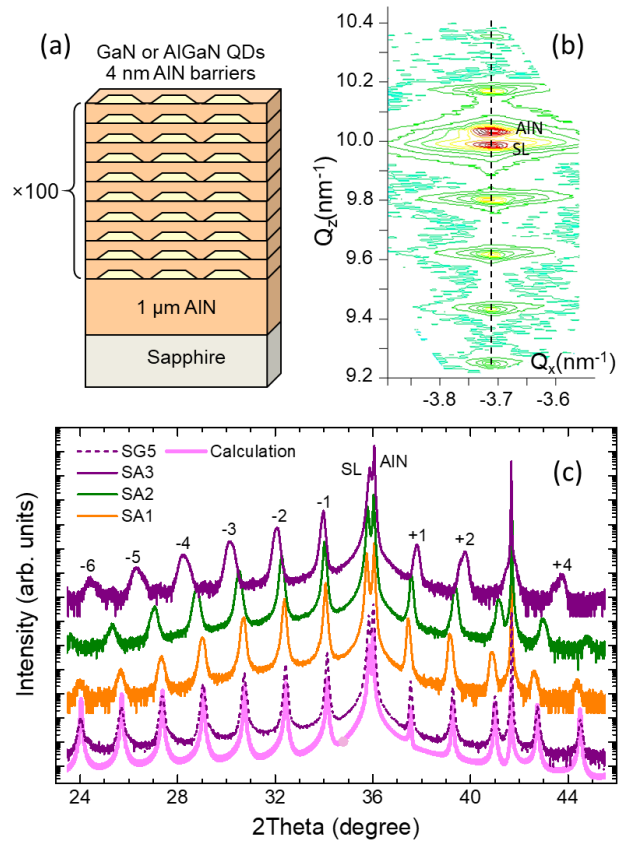 (a)
GaN or AlGaN QDs
4 nm AlN barriers
×100
1 µm AlN
Sapphire
(b)
10.4
10.2
10.0
9.8
9.6
9.4
9.2
Qz(nm-1)
AlN
SL
Qx(nm-1)
-3.8
-3.7
-3.6
(c)
SG5
Calculation
SA3
SA2
SA1
SL
AlN
-6
-5
-4
-3
-2
-1
+1
+2
+4
Intensity (arb. units)
24
28
32
36
40
44
2Theta (degree)